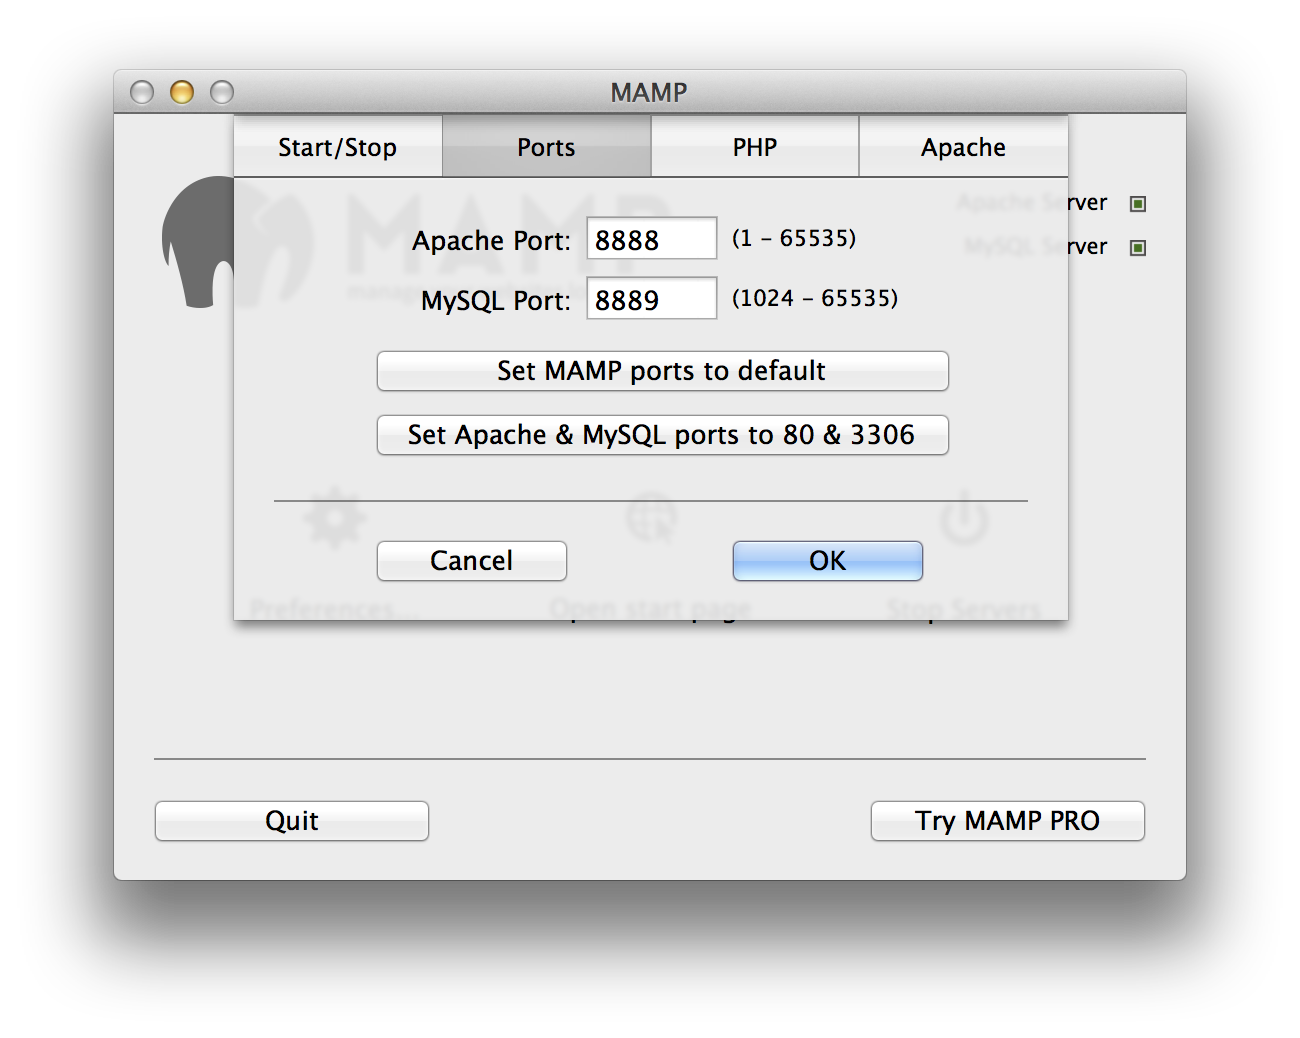 MAMP
Start/Stop
Ports
PHP
Apache
Apache Server
MySQL Server
MAMP
Apache Port: 8888 (1 – 65535)
MySQL Port: 8889 (1024 – 65535)
Set MAMP ports to default
Set Apache & MySQL ports to 80 & 3306
Cancel
OK
Preferences...
Open start page
Stop Servers
Quit
Try MAMP PRO